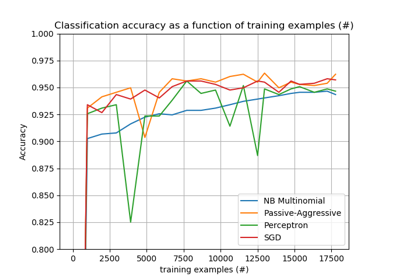 Classification accuracy as a function of training examples (#)
1.000
0.975
0.950
0.925
0.900
0.875
0.850
0.825
0.800
Accuracy
NB Multinomial
Passive-Aggressive
Perceptron
SGD
0 2500 5000 7500 10000 12500 15000 17500
training examples (#)